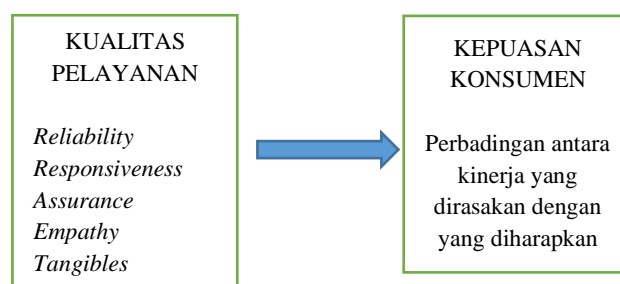 KUALITAS
PELAYANAN
Reliability
Responsiveness
Assurance
Empathy
Tangibles
KEPUASAN
KONSUMEN
Perbadingan antara
kinerja yang
dirasakan dengan
yang diharapkan